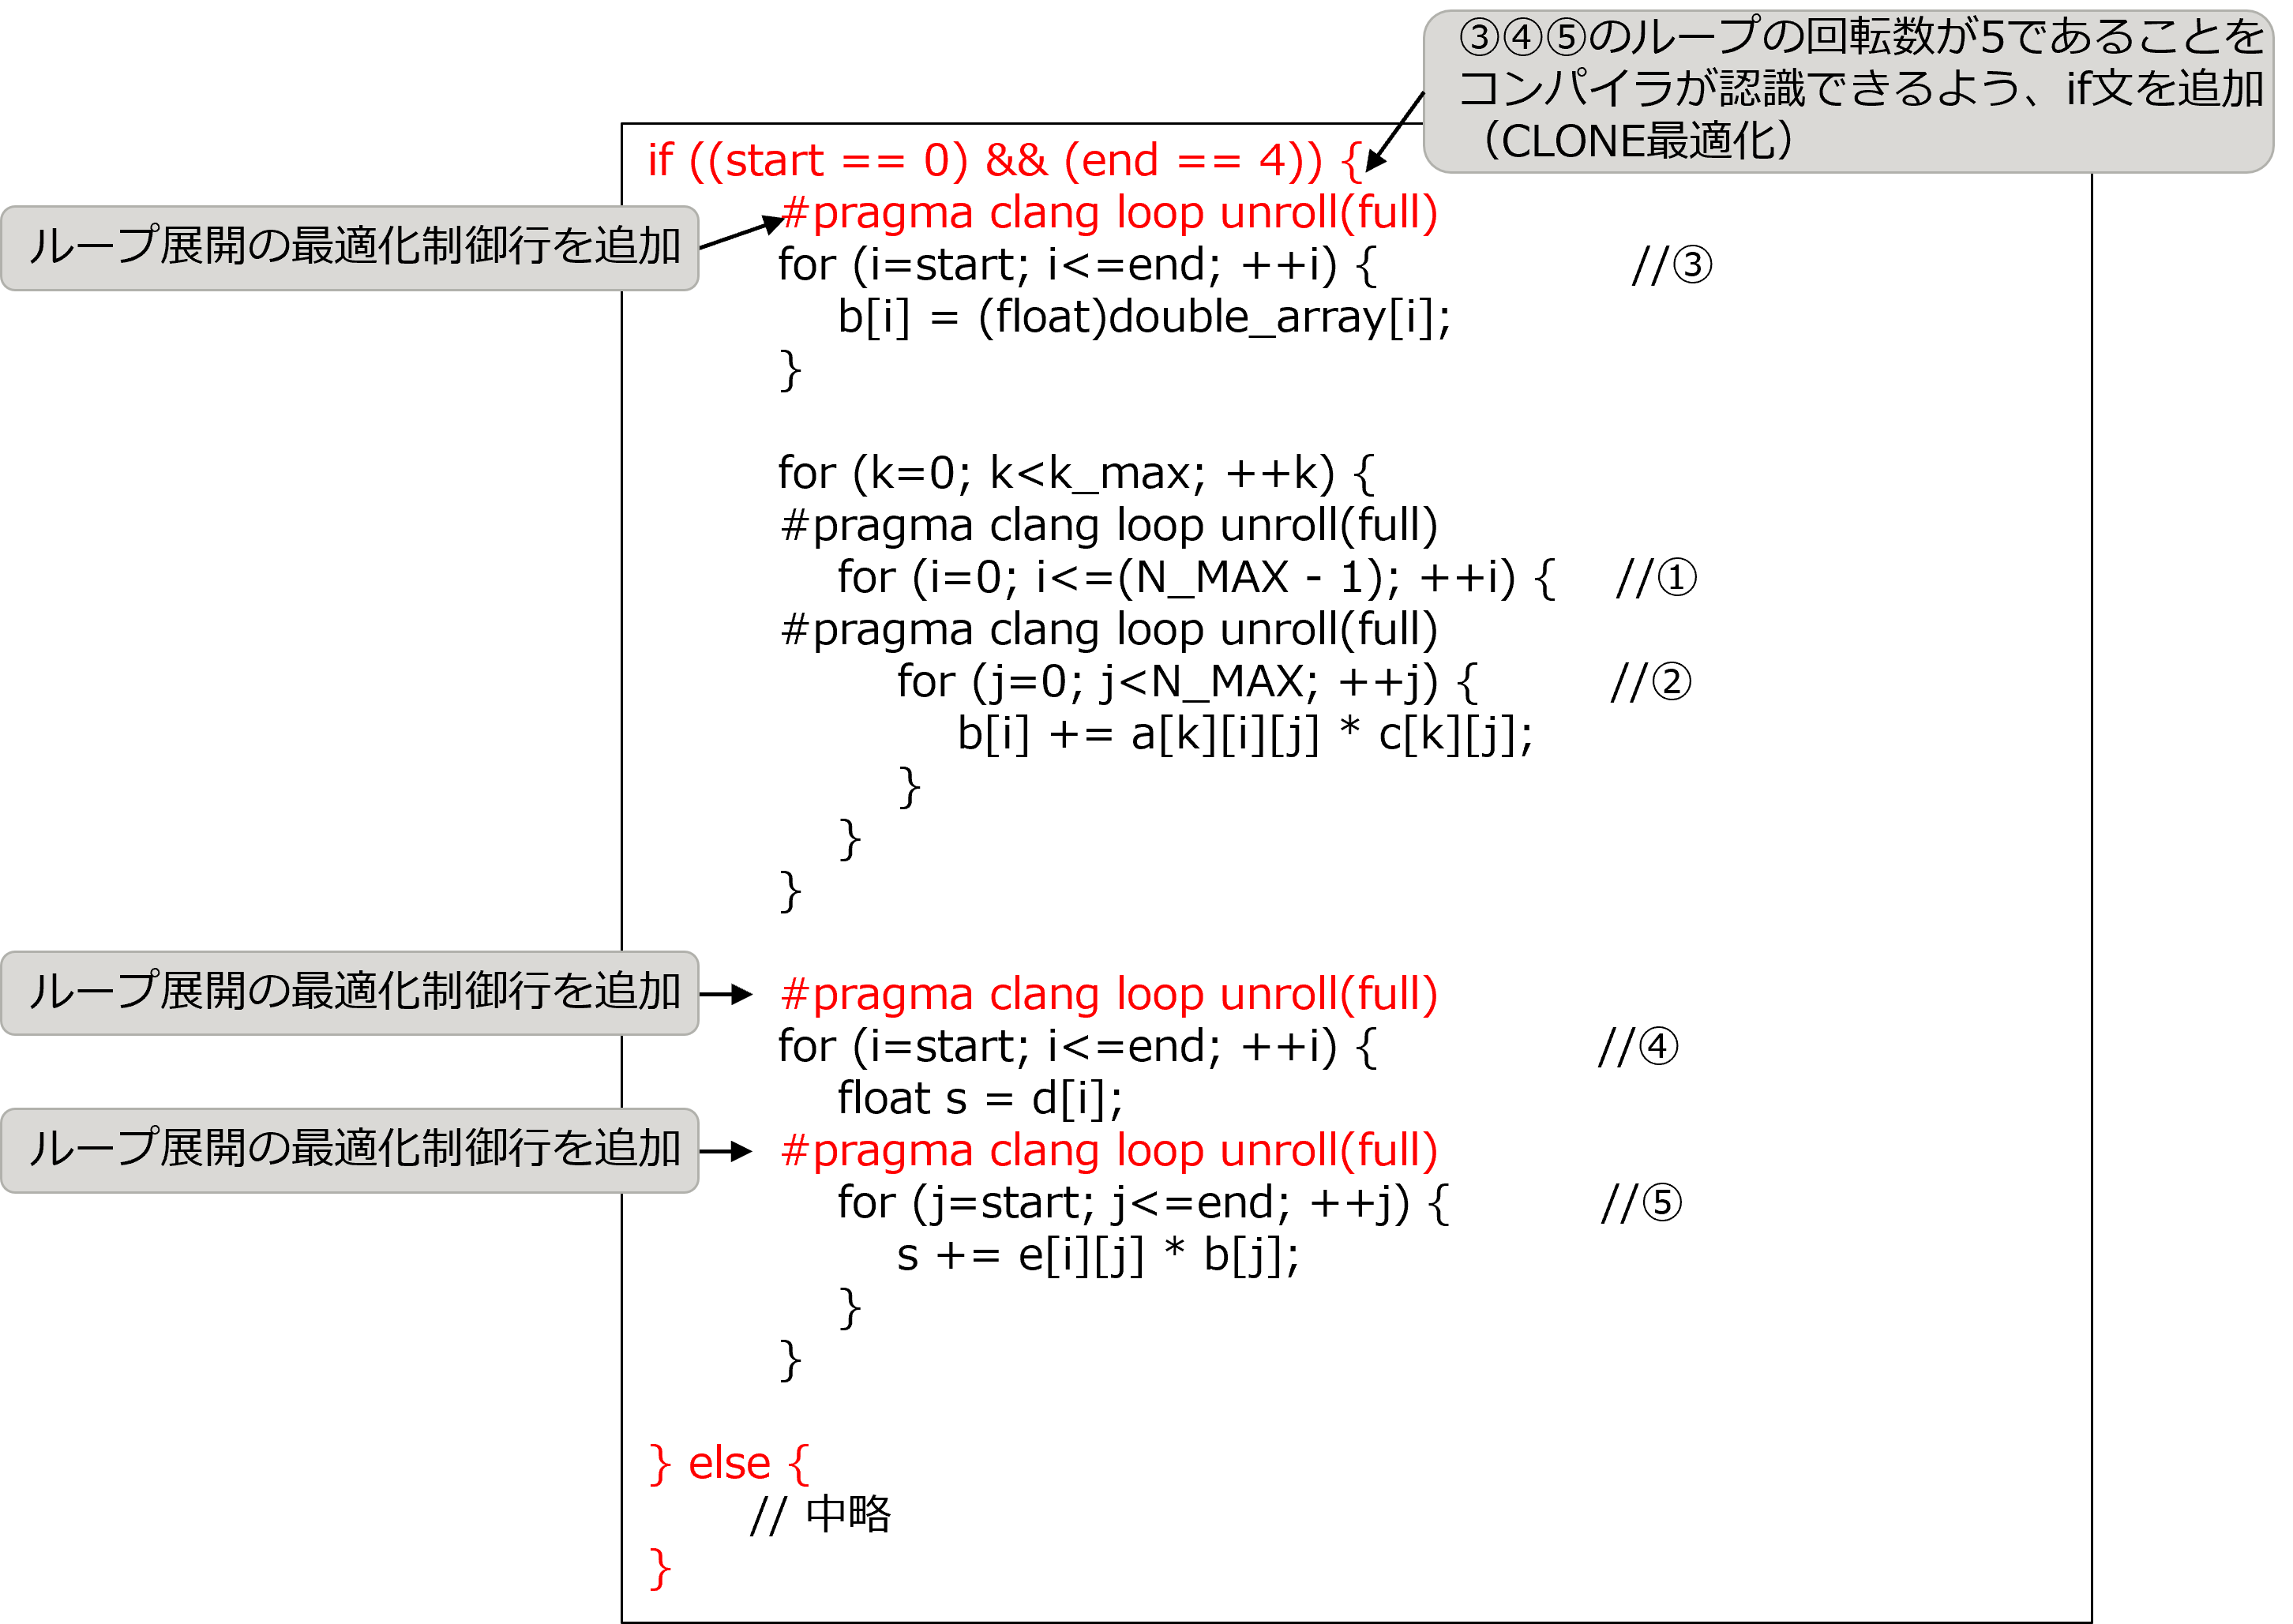 ③④⑤のループの回転数が5であることを
コンパイラが認識できるよう、if文を追加
（CLONE最適化）
if ((start == 0) && (end == 4)) {
ループ展開の最適化制御行を追加
#pragma clang loop unroll(full)
for (i=start; i<=end; ++i) { //③
b[i] = (float)double_array[i];
}
for (k=0; k<k_max; ++k) {
#pragma clang loop unroll(full)
for (i=0; i<=(N_MAX - 1); ++i) { //①
#pragma clang loop unroll(full)
for (j=0; j<N_MAX; ++j) { //②
b[i] += a[k][i][j] * c[k][j];
}
}
}
ループ展開の最適化制御行を追加
#pragma clang loop unroll(full)
for (i=start; i<=end; ++i) { //④
float s = d[i];
ループ展開の最適化制御行を追加
#pragma clang loop unroll(full)
for (j=start; j<=end; ++j) { //⑤
s += e[i][j] * b[j];
}
}
} else {
// 中略
}